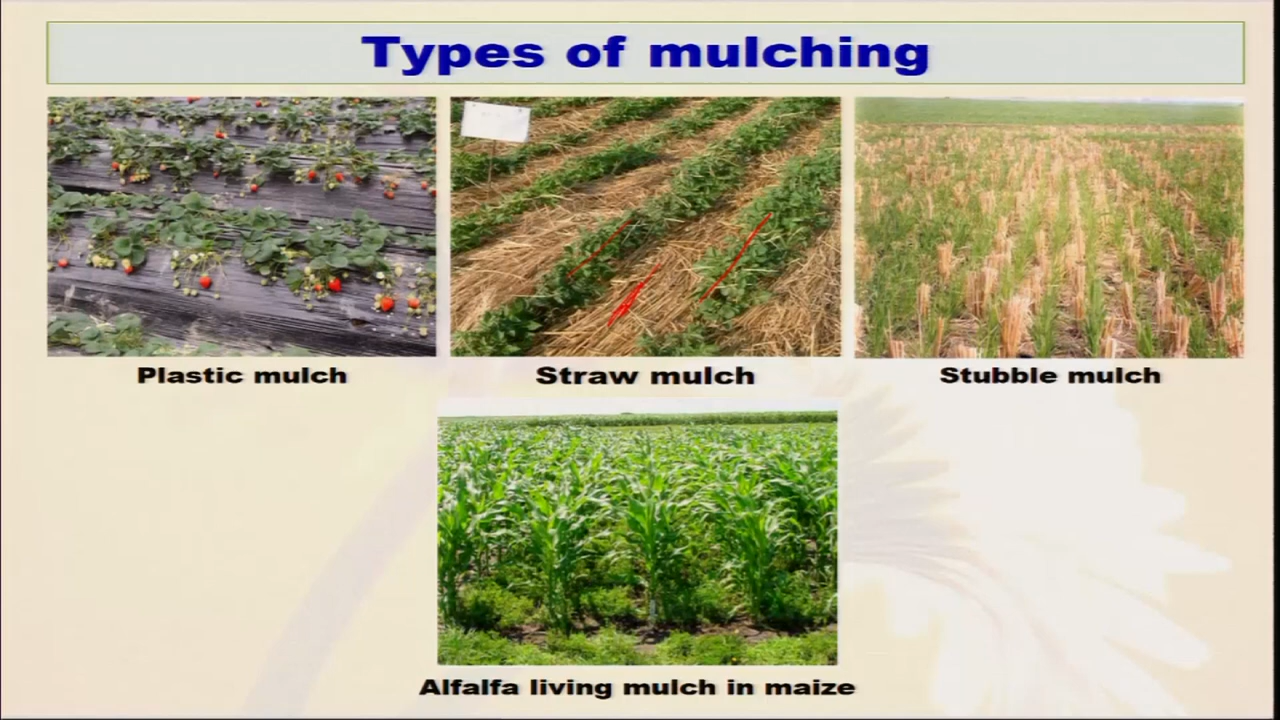 Types of mulching
Plastic mulch
Straw mulch
Stubble mulch
Alfalfa living mulch in maize